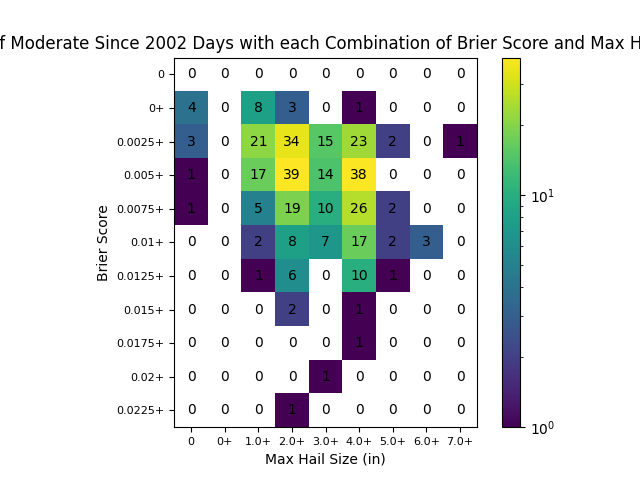 f Moderate Since 2002 Days with each Combination of Brier Score and Max H
0 0 0 0 0 0 0 0 0 0
0+ 4 0 8 3 0 1 0 0 0
0.0025+ 3 0 21 34 15 23 2 0 1
0.005+ 1 0 17 39 14 38 0 0 0
0.0075+ 1 0 5 19 10 26 2 0 0
0.01+ 0 0 2 8 7 17 2 3 0
0.0125+ 0 0 1 6 0 10 1 0 0
0.015+ 0 0 0 2 0 1 0 0 0
0.0175+ 0 0 0 0 0 1 0 0 0
0.02+ 0 0 0 0 1 0 0 0 0
0.0225+ 0 0 0 1 0 0 0 0 0
0 0+ 1.0+ 2.0+ 3.0+ 4.0+ 5.0+ 6.0+ 7.0+
Max Hail Size (in)
Brier Score
10¹
10⁰